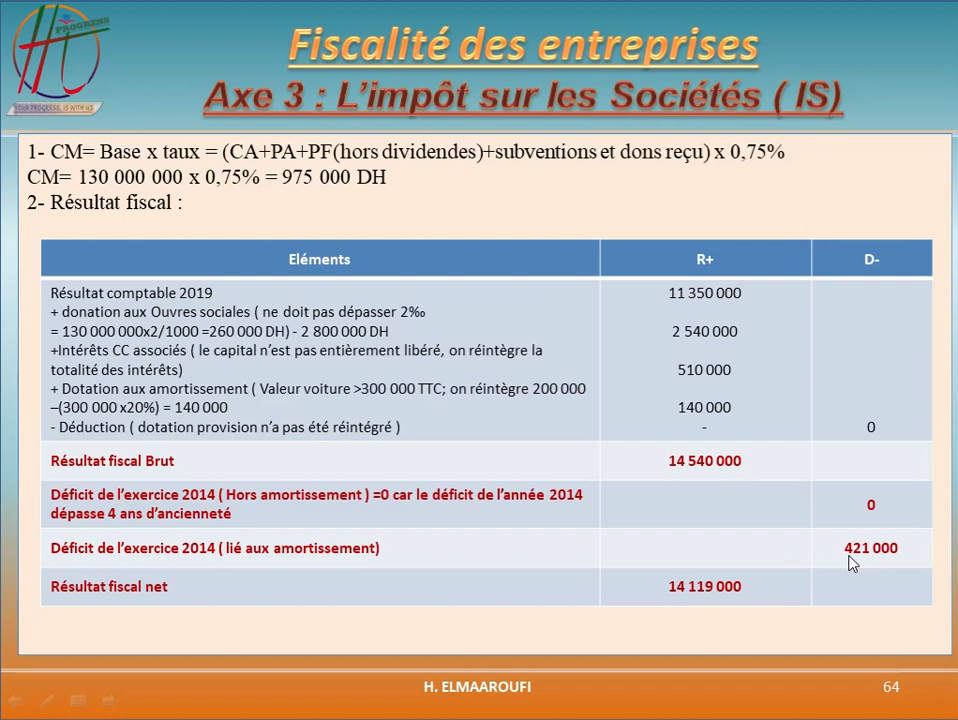 PROGRESS
YOUR PROGRESS, IS WITH US
Fiscalité des entreprises
Axe 3 : L’impôt sur les Sociétés ( IS)
1- CM= Base x taux = (CA+PA+PF(hors dividendes)+subventions et dons reçu) x 0,75%
CM= 130 000 000 x 0,75% = 975 000 DH
2- Résultat fiscal :
Eléments R+ D-
Résultat comptable 2019 11 350 000
+ donation aux Ouvres sociales ( ne doit pas dépasser 2‰
= 130 000 000x2/1000 =260 000 DH) - 2 800 000 DH 2 540 000
+Intérêts CC associés ( le capital n’est pas entièrement libéré, on réintègre la
totalité des intérêts) 510 000
+ Dotation aux amortissement ( Valeur voiture >300 000 TTC; on réintègre 200 000
–(300 000 x20%) = 140 000 140 000
- Déduction ( dotation provision n’a pas été réintégré ) - 0
Résultat fiscal Brut 14 540 000
Déficit de l’exercice 2014 ( Hors amortissement ) =0 car le déficit de l’année 2014
dépasse 4 ans d’ancienneté 0
Déficit de l’exercice 2014 ( lié aux amortissement) 421 000
Résultat fiscal net 14 119 000
H. ELMAAROUFI 64